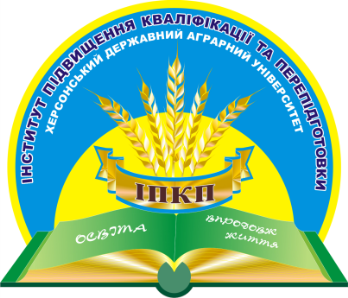 ІНСТИТУТ ПІДВИЩЕННЯ КВАЛІФІКАЦІЇ ТА ПЕРЕПІДГОТОВКИ
ХЕРСОНСЬКИЙ ДЕРЖАВНИЙ АГРАРНИЙ УНІВЕРСИТЕТ
ІПКП
ОСВІТА
ВПРОДОВЖ
ЖИТТЯ